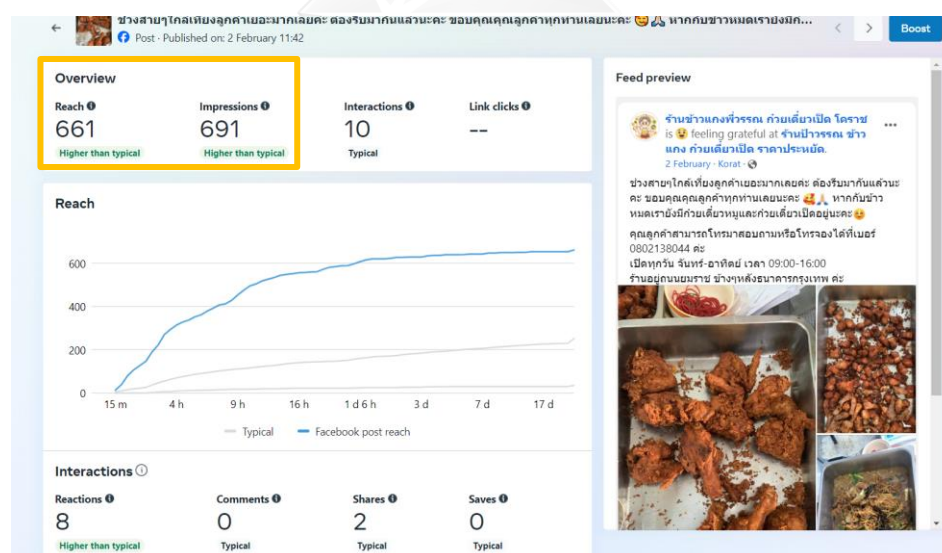 ช่วงสายๆใกล้เที่ยงลูกค้าเยอะมากเลยค่ะ ต้องรีบมากันแล้วนะคะ ขอบคุณคุณลูกค้าทุกท่านเลยนะคะ 🥰🙏 หากกับข้าวหมดเรายังมีก...
Post · Published on: 2 February 11:42
Boost
Overview
Reach
Impressions
Interactions
Link clicks
661
691
10
--
Higher than typical
Higher than typical
Typical
Reach
600
400
200
0
15 m
4 h
9 h
16 h
1 d 6 h
3 d
7 d
17 d
Typical
Facebook post reach
Interactions
Reactions
Comments
Shares
Saves
8
0
2
0
Higher than typical
Typical
Typical
Typical
Feed preview
ร้านข้าวแกงพี่วรรณ ก๋วยเตี๋ยวเป็ด โคราช
is feeling grateful at ร้านป้าวรรณ ข้าว
แกง ก๋วยเตี๋ยวเป็ด ราคาประหยัด.
2 February · Korat ·
ช่วงสายๆใกล้เที่ยงลูกค้าเยอะมากเลยค่ะ ต้องรีบมากันแล้วนะ
คะ ขอบคุณคุณลูกค้าทุกท่านเลยนะคะ 🥰🙏 หากกับข้าว
หมดเรายังมีก๋วยเตี๋ยวหมูและก๋วยเตี๋ยวเป็ดอยู่นะคะ😊
คุณลูกค้าสามารถโทรมาสอบถามหรือโทรจองได้ที่เบอร์
0802138044 ค่ะ
เปิดทุกวัน จันทร์-อาทิตย์ เวลา 09:00-16:00
ร้านอยู่ถนนยมราช ข้างๆหลังธนาคารกรุงเทพ ค่ะ